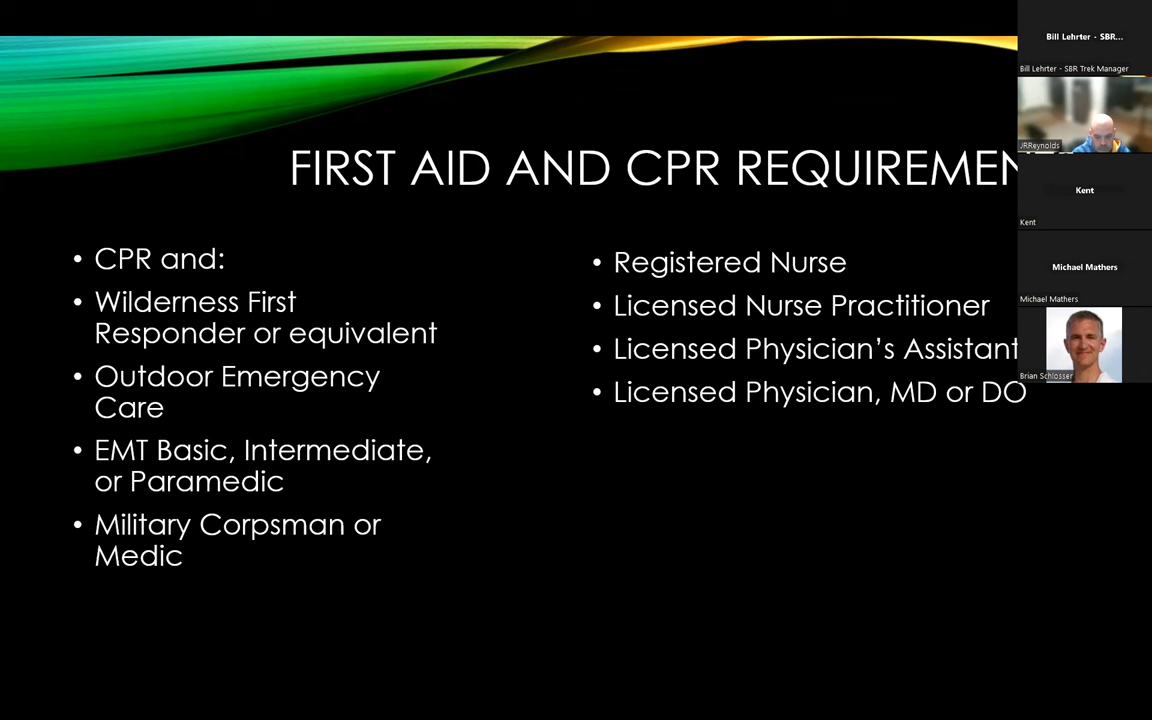 FIRST AID AND CPR REQUIREMEN
• CPR and:
• Wilderness First
Responder or equivalent
• Outdoor Emergency
Care
• EMT Basic, Intermediate,
or Paramedic
• Military Corpsman or
Medic
• Registered Nurse
• Licensed Nurse Practitioner
• Licensed Physician’s Assistant
• Licensed Physician, MD or DO
Bill Lehrter - SBR...
Bill Lehrter - SBR Trek Manager
JRReynolds
Kent
Kent
Michael Mathers
Michael Mathers
Brian Schlosser